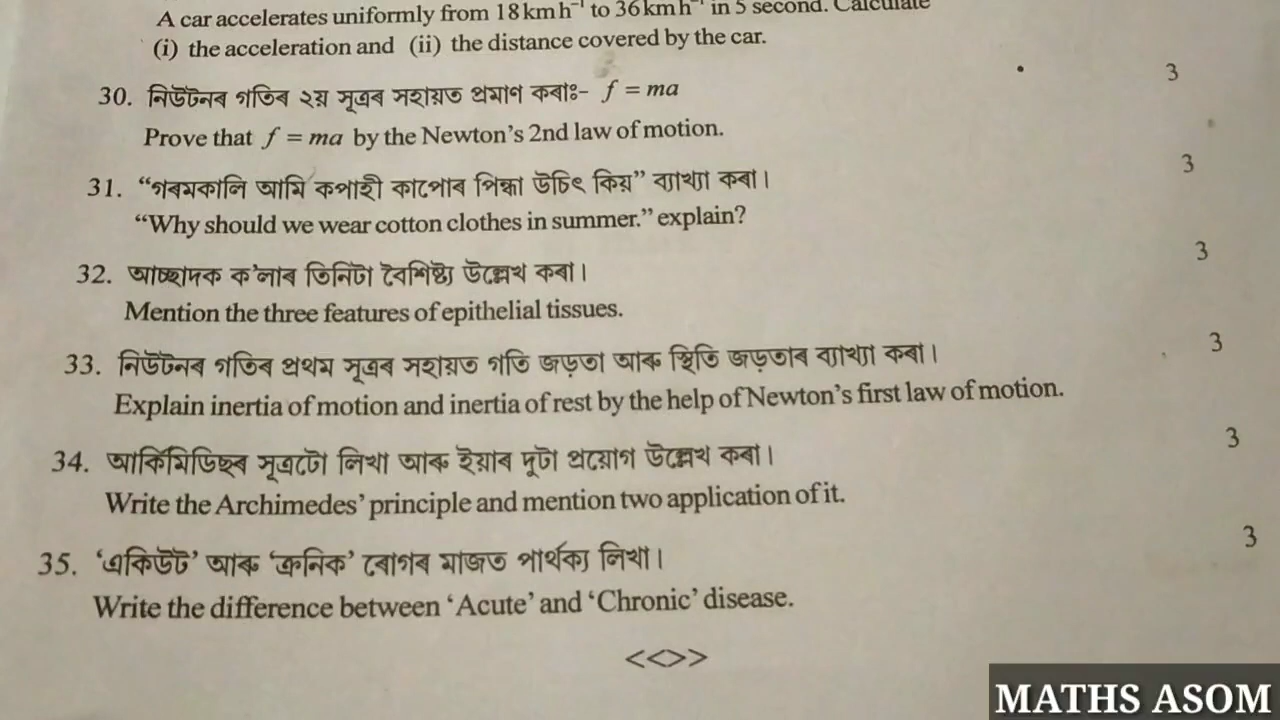 A car accelerates uniformly from 18 km h⁻¹ to 36 km h⁻¹ in 5 second. Calculate
(i) the acceleration and (ii) the distance covered by the car.
30. নিউটনৰ গতিৰ ২য় সূত্ৰৰ সহায়ত প্ৰমাণ কৰাঃ- f = ma 3
Prove that f = ma by the Newton's 2nd law of motion.
31. “গৰমকালি আমি কপাহী কাপোৰ পিন্ধা উচিৎ কিয়” ব্যাখ্যা কৰা। 3
“Why should we wear cotton clothes in summer.” explain?
32. আচ্ছাদক ক'লাৰ তিনিটা বৈশিষ্ট্য উল্লেখ কৰা। 3
Mention the three features of epithelial tissues.
33. নিউটনৰ গতিৰ প্ৰথম সূত্ৰৰ সহায়ত গতি জড়তা আৰু স্থিতি জড়তাৰ ব্যাখ্যা কৰা। 3
Explain inertia of motion and inertia of rest by the help of Newton's first law of motion.
34. আৰ্কিমিডিছৰ সূত্ৰটো লিখা আৰু ইয়াৰ দুটা প্ৰয়োগ উল্লেখ কৰা। 3
Write the Archimedes' principle and mention two application of it.
35. ‘একিউট’ আৰু ‘ক্ৰনিক’ ৰোগৰ মাজত পাৰ্থক্য লিখা। 3
Write the difference between ‘Acute’ and ‘Chronic’ disease.
<<>>
MATHS ASOM